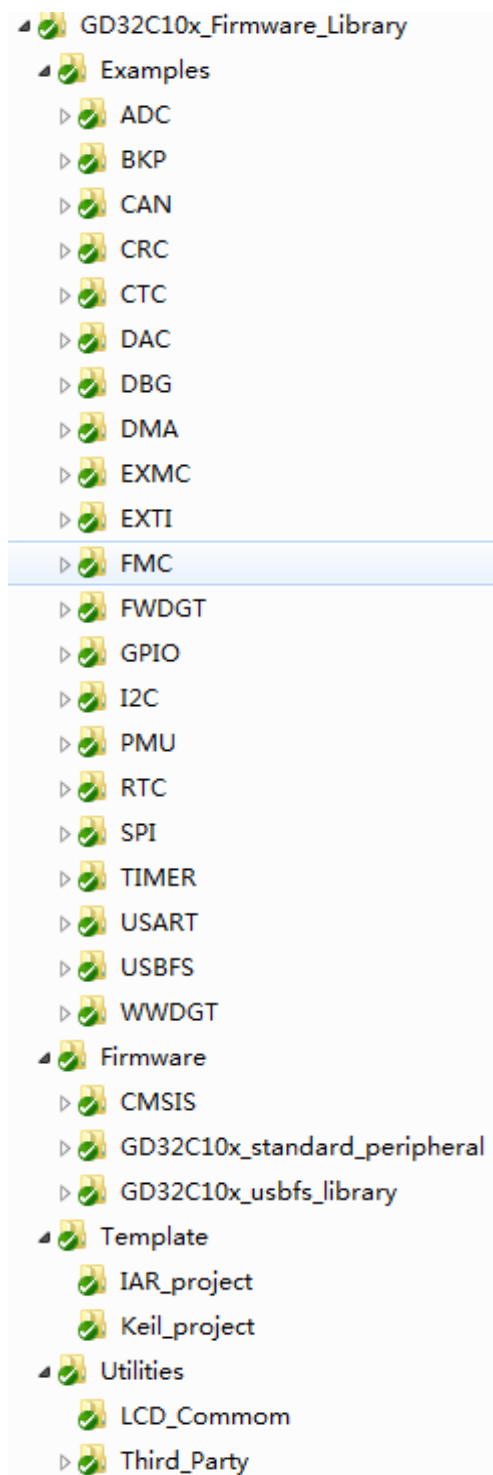 GD32C10x_Firmware_Library
Examples
ADC
BKP
CAN
CRC
CTC
DAC
DBG
DMA
EXMC
EXTI
FMC
FWDGT
GPIO
I2C
PMU
RTC
SPI
TIMER
USART
USBFS
WWDGT
Firmware
CMSIS
GD32C10x_standard_peripheral
GD32C10x_usbfs_library
Template
IAR_project
Keil_project
Utilities
LCD_Commom
Third_Party